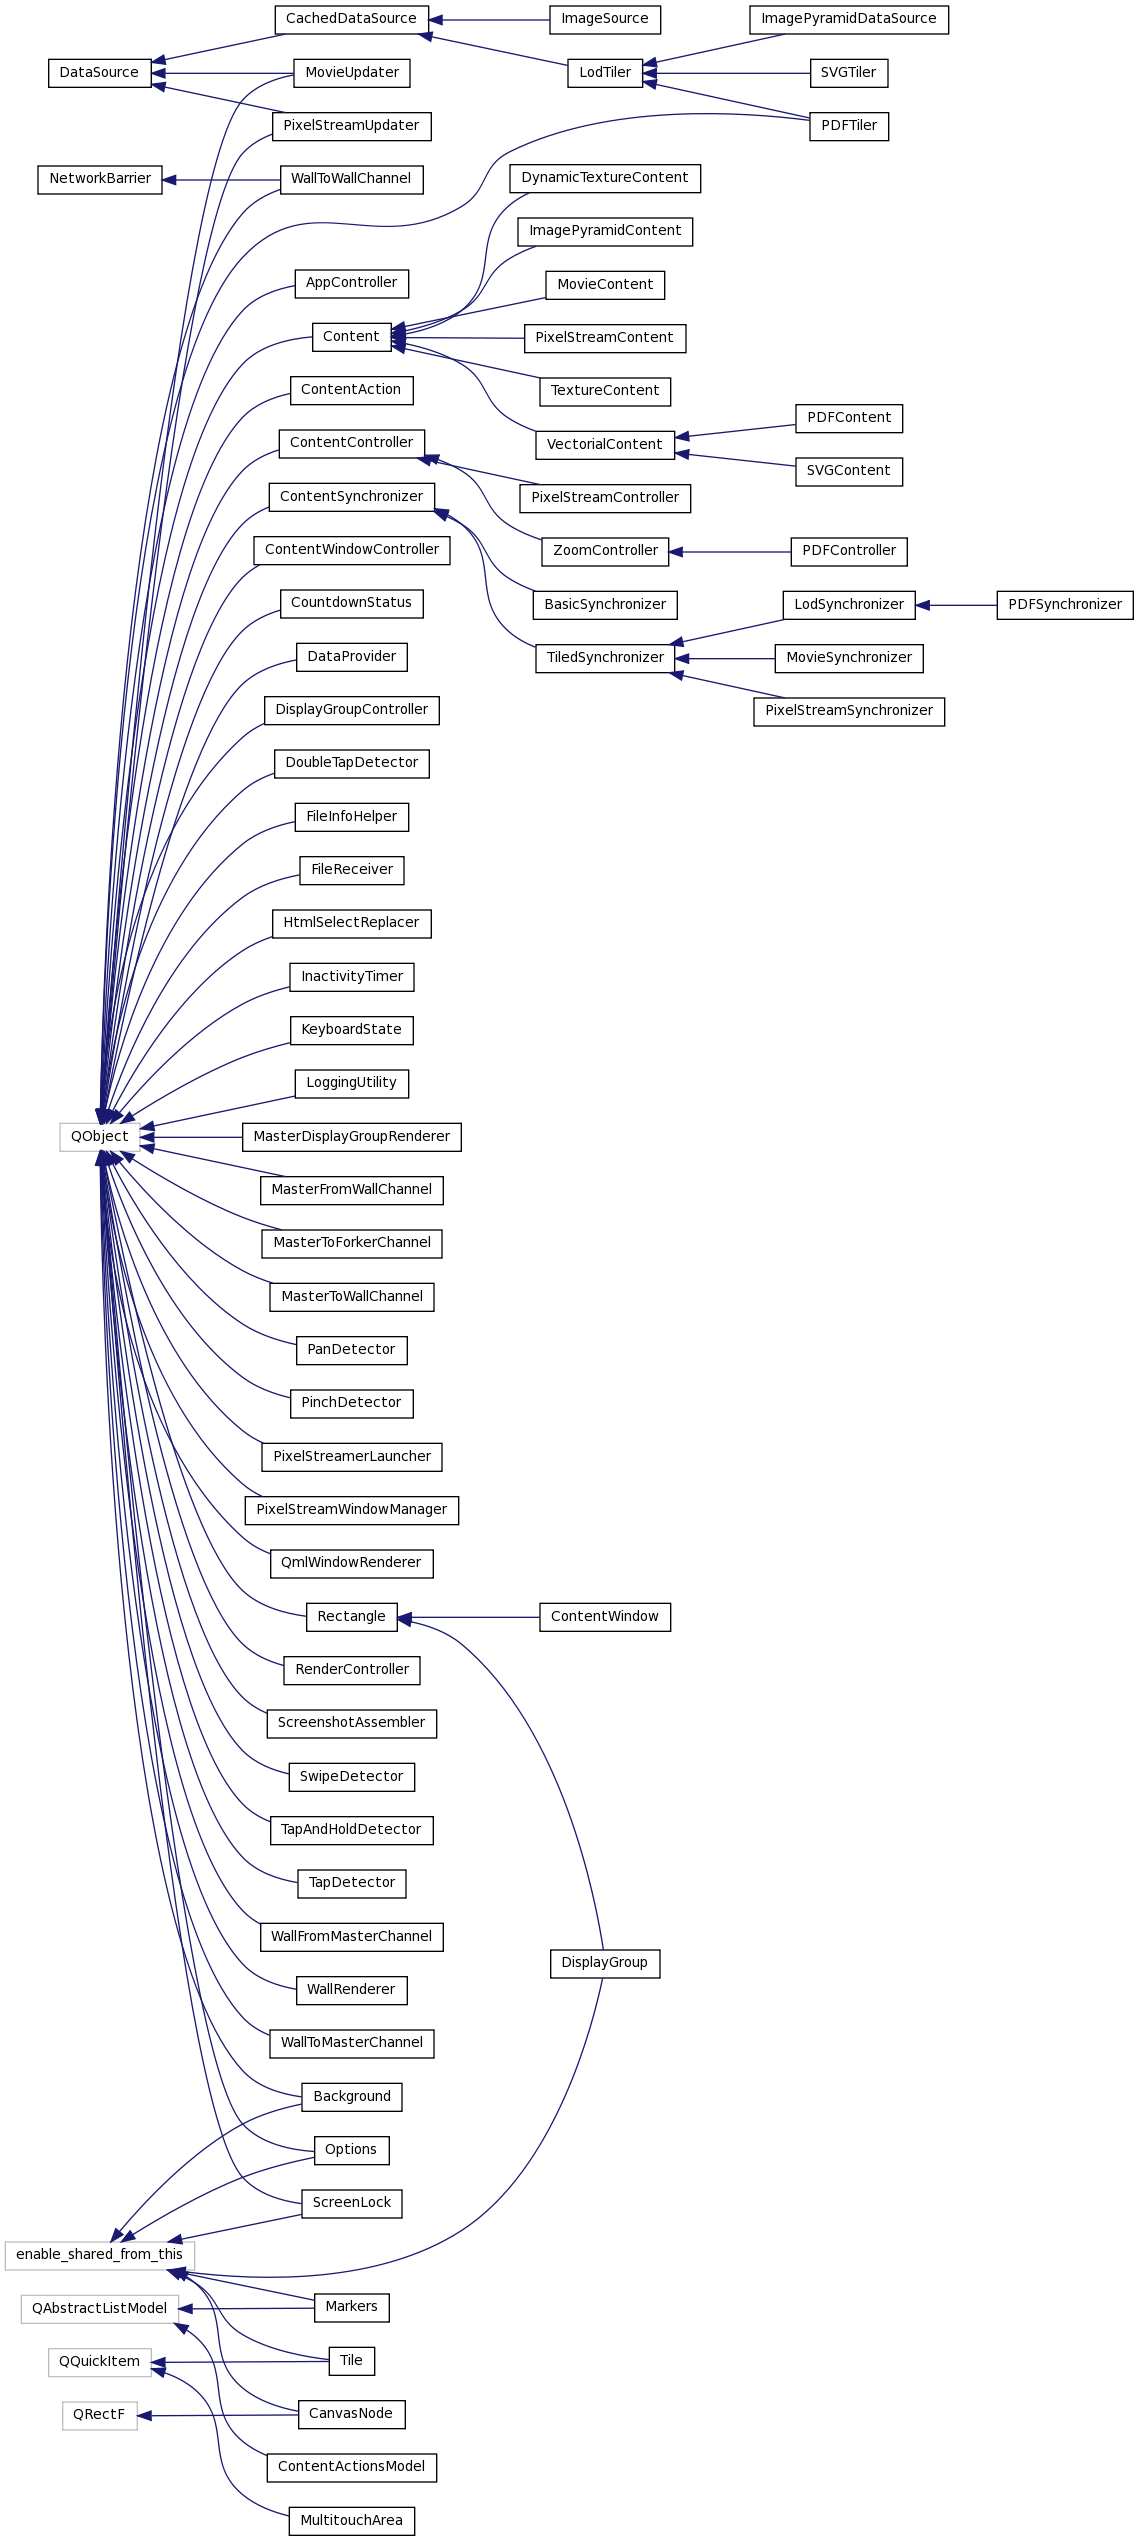 CachedDataSource
ImageSource
ImagePyramidDataSource
DataSource
MovieUpdater
LodTiler
SVGTiler
PixelStreamUpdater
PDFTiler
NetworkBarrier
WallToWallChannel
DynamicTextureContent
ImagePyramidContent
AppController
MovieContent
Content
PixelStreamContent
ContentAction
TextureContent
PDFContent
ContentController
VectorialContent
SVGContent
ContentSynchronizer
PixelStreamController
ContentWindowController
ZoomController
PDFController
CountdownStatus
BasicSynchronizer
LodSynchronizer
PDFSynchronizer
DataProvider
TiledSynchronizer
MovieSynchronizer
DisplayGroupController
PixelStreamSynchronizer
DoubleTapDetector
FileInfoHelper
FileReceiver
HtmlSelectReplacer
InactivityTimer
KeyboardState
LoggingUtility
QObject
MasterDisplayGroupRenderer
MasterFromWallChannel
MasterToForkerChannel
MasterToWallChannel
PanDetector
PinchDetector
PixelStreamerLauncher
PixelStreamWindowManager
QmlWindowRenderer
Rectangle
ContentWindow
RenderController
ScreenshotAssembler
SwipeDetector
TapAndHoldDetector
TapDetector
WallFromMasterChannel
DisplayGroup
WallRenderer
WallToMasterChannel
Background
Options
ScreenLock
enable_shared_from_this
QAbstractListModel
Markers
QQuickItem
Tile
QRectF
CanvasNode
ContentActionsModel
MultitouchArea